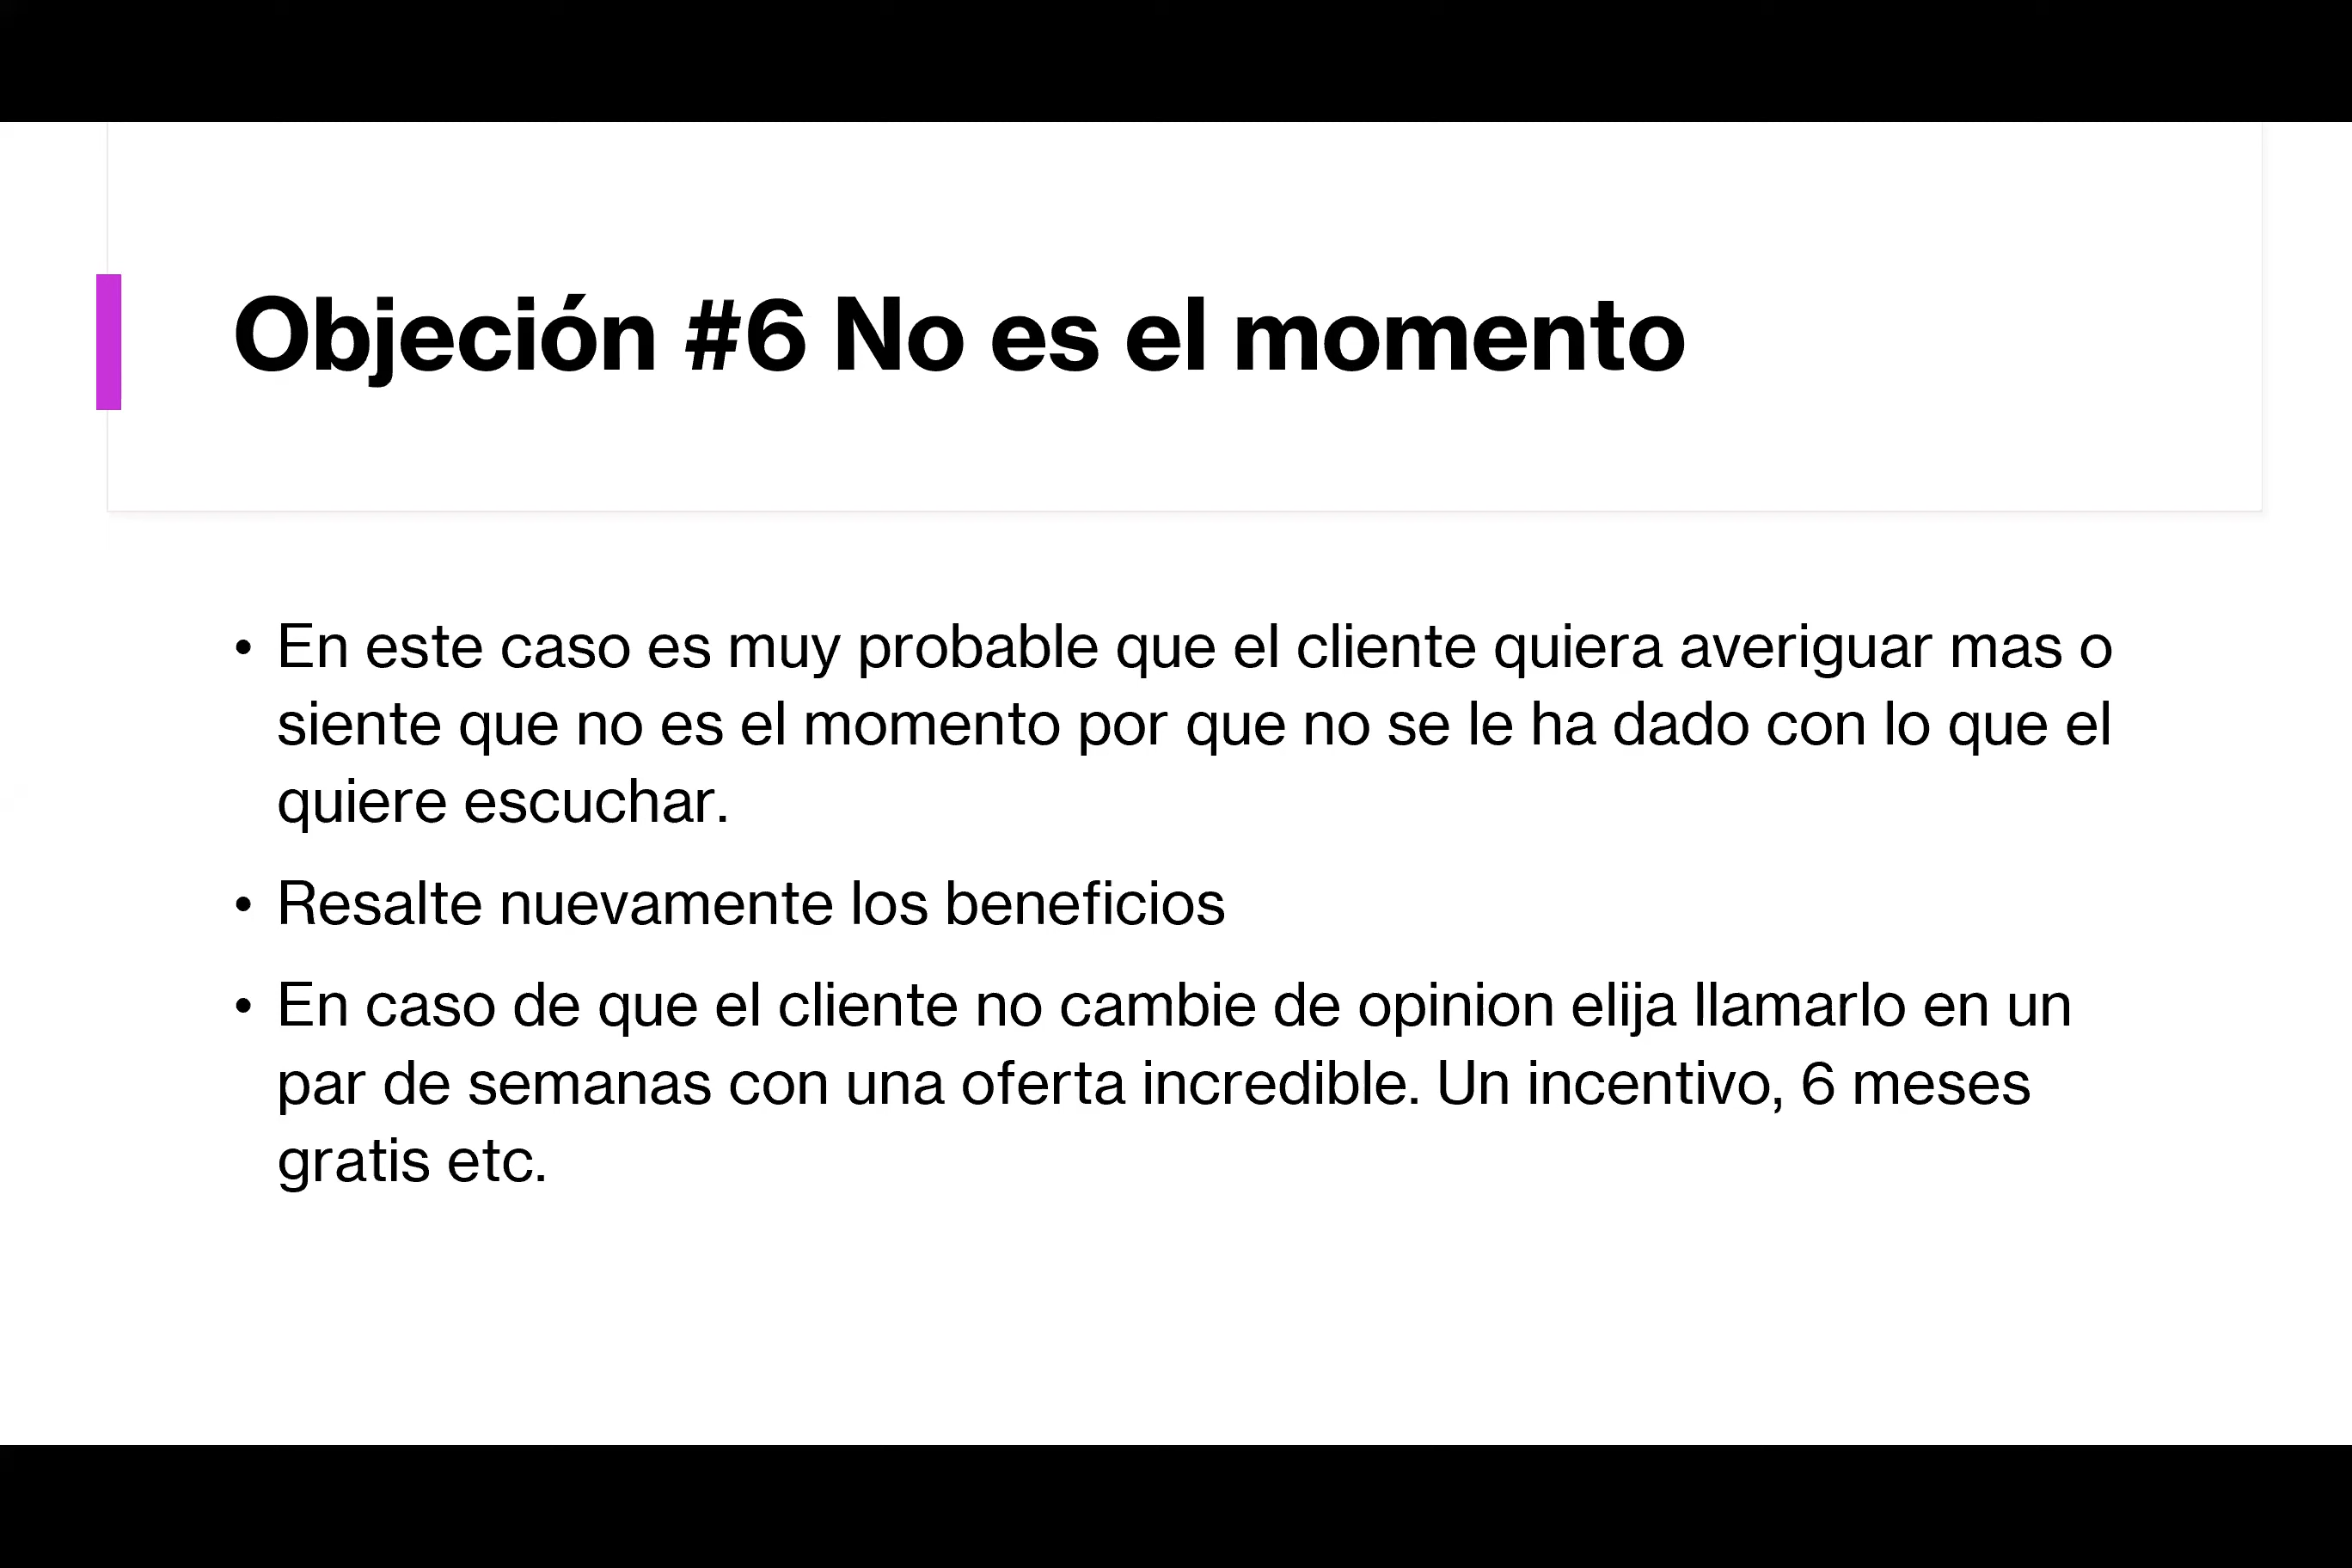 Objeción #6 No es el momento
• En este caso es muy probable que el cliente quiera averiguar mas o
siente que no es el momento por que no se le ha dado con lo que el
quiere escuchar.
• Resalte nuevamente los beneficios
• En caso de que el cliente no cambie de opinion elija llamarlo en un
par de semanas con una oferta incredible. Un incentivo, 6 meses
gratis etc.